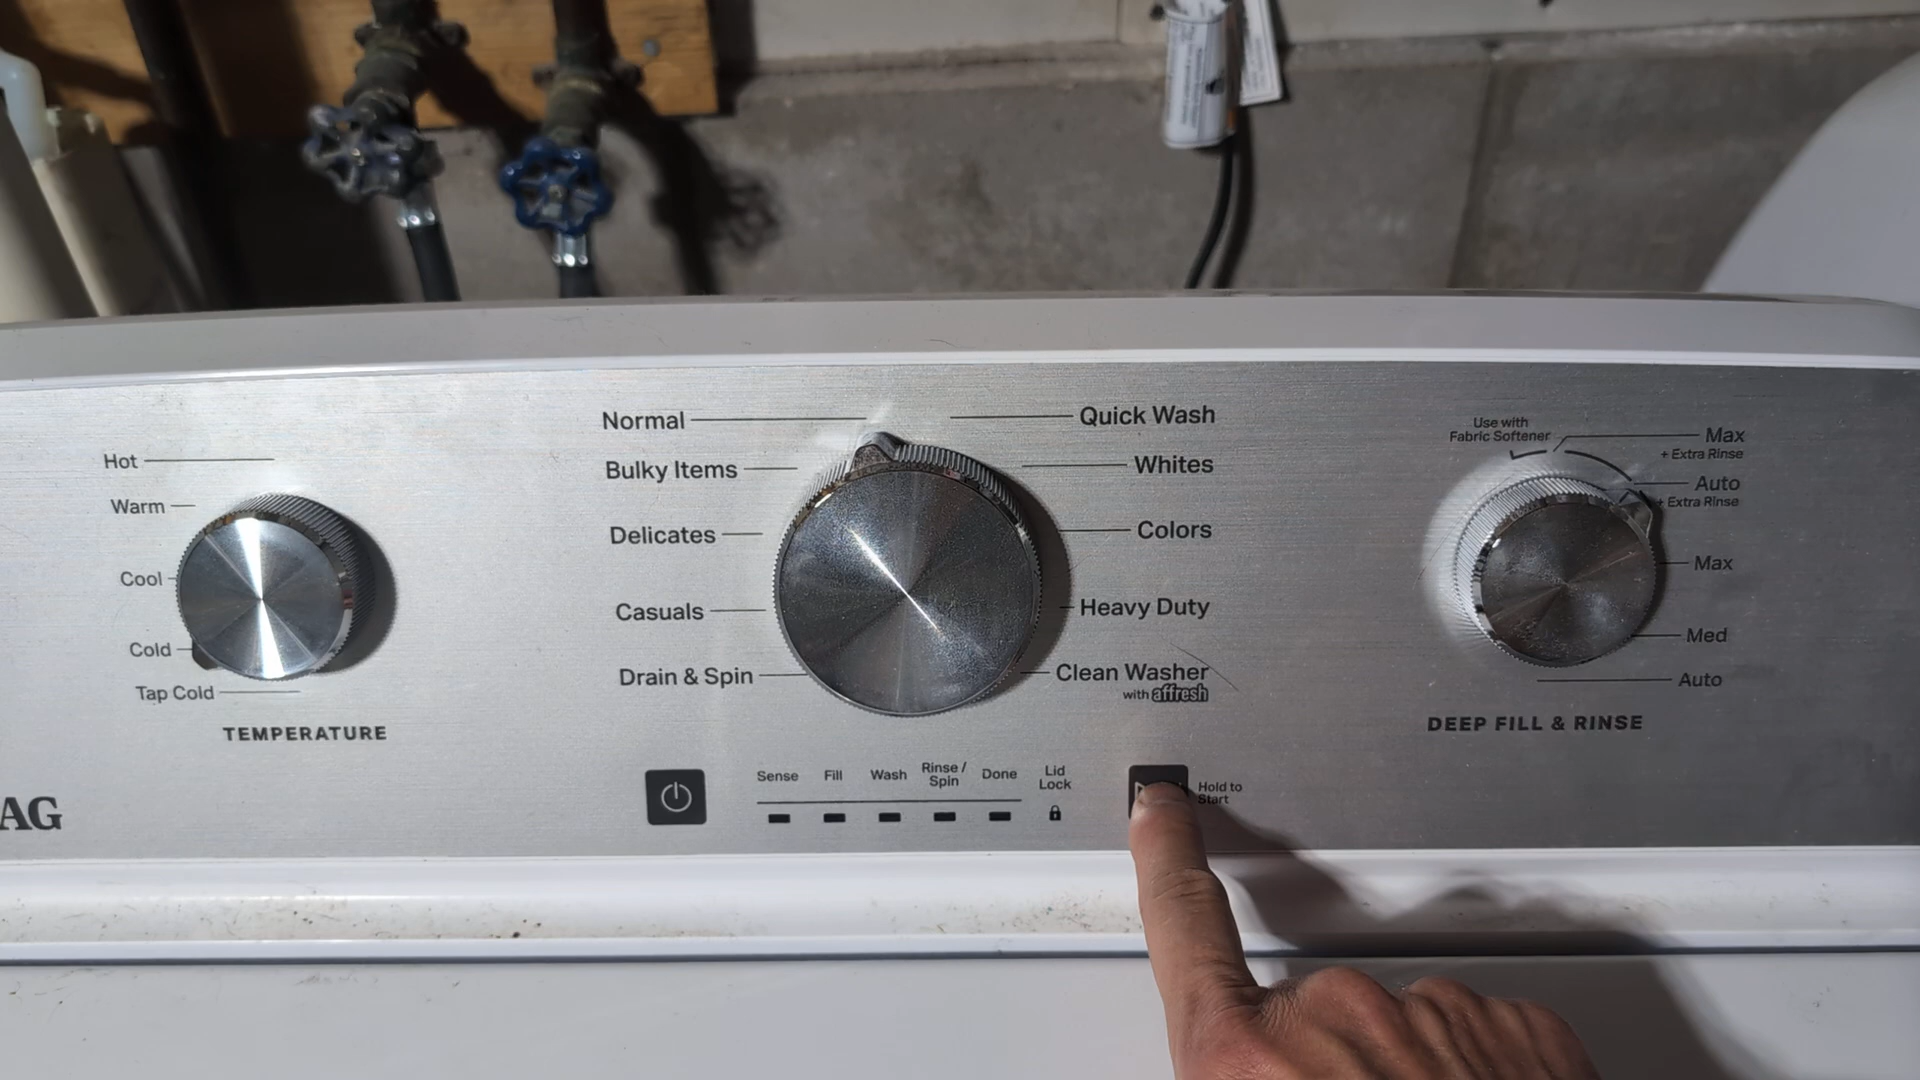 Hot
Warm
Cool
Cold
Tap Cold
TEMPERATURE
AG
Normal
Bulky Items
Delicates
Casuals
Drain & Spin
Quick Wash
Whites
Colors
Heavy Duty
Clean Washer
with affresh
Sense
Fill
Wash
Rinse /
Spin
Done
Lid
Lock
Hold to
Start
Use with
Fabric Softener
Max
+ Extra Rinse
Auto
+ Extra Rinse
Max
Med
Auto
DEEP FILL & RINSE